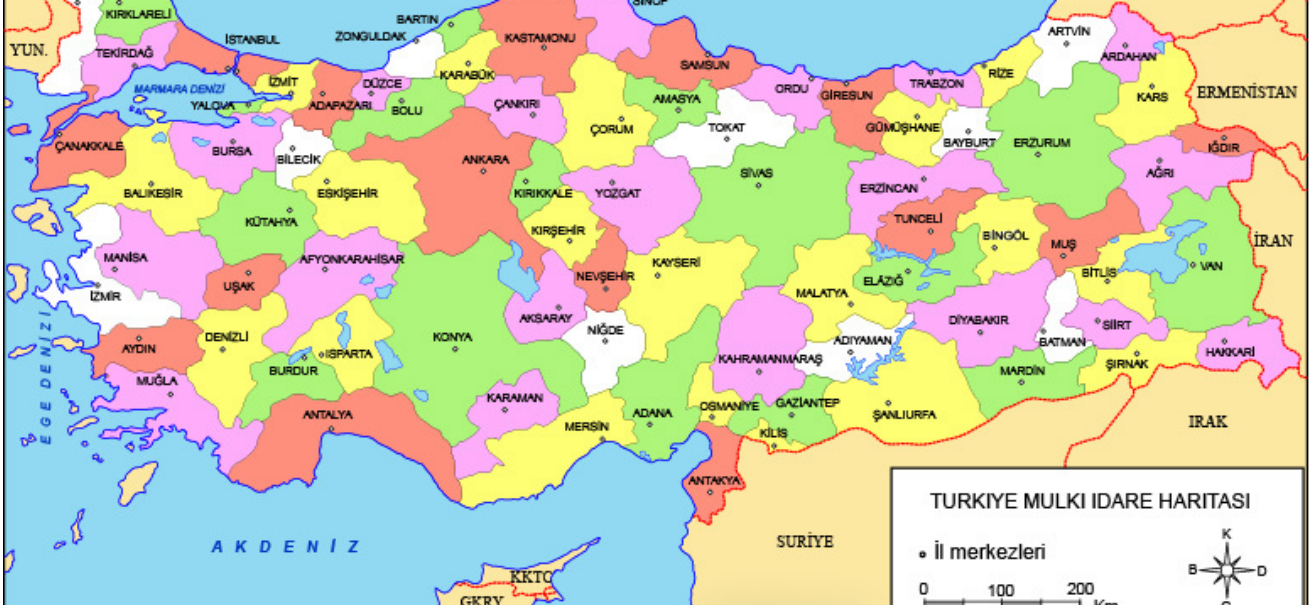 SİNOP
KIRKLARELİ
BARTIN
ZONGULDAK
KASTAMONU
ARTVİN
YUN.
TEKİRDAĞ
İSTANBUL
ARDAHAN
KARABÜK
SAMSUN
RİZE
MARMARA DENİZİ
İZMİT
DÜZCE
ORDU
GİRESUN
TRABZON
KARS
ERMENİSTAN
YALOVA
ADAPAZARI
BOLU
ÇANKIRI
AMASYA
ÇORUM
TOKAT
GÜMÜŞHANE
BAYBURT
ERZURUM
IĞDIR
ÇANAKKALE
BURSA
BİLECİK
ANKARA
SİVAS
AĞRI
BALIKESİR
ESKİŞEHİR
KIRIKKALE
YOZGAT
ERZİNCAN
KÜTAHYA
KIRŞEHİR
TUNCELİ
BİNGÖL
MUŞ
İRAN
MANİSA
AFYONKARAHİSAR
UŞAK
NEVŞEHİR
KAYSERİ
ELAZIĞ
BİTLİS
VAN
İZMİR
AKSARAY
MALATYA
NİĞDE
DİYABAKIR
SİİRT
EGE DENİZİ
AYDIN
DENİZLİ
ISPARTA
KONYA
BURDUR
KAHRAMANMARAŞ
ADIYAMAN
BATMAN
HAKKARİ
MUĞLA
MARDİN
ŞIRNAK
ANTALYA
KARAMAN
MERSİN
ADANA
OSMANİYE
GAZİANTEP
ŞANLIURFA
KİLİS
IRAK
ANTAKYA
AKDENİZ
SURİYE
KKTC
GKRY
TURKIYE MULKI IDARE HARITASI
İl merkezleri
K
B D
0 100 200
Km